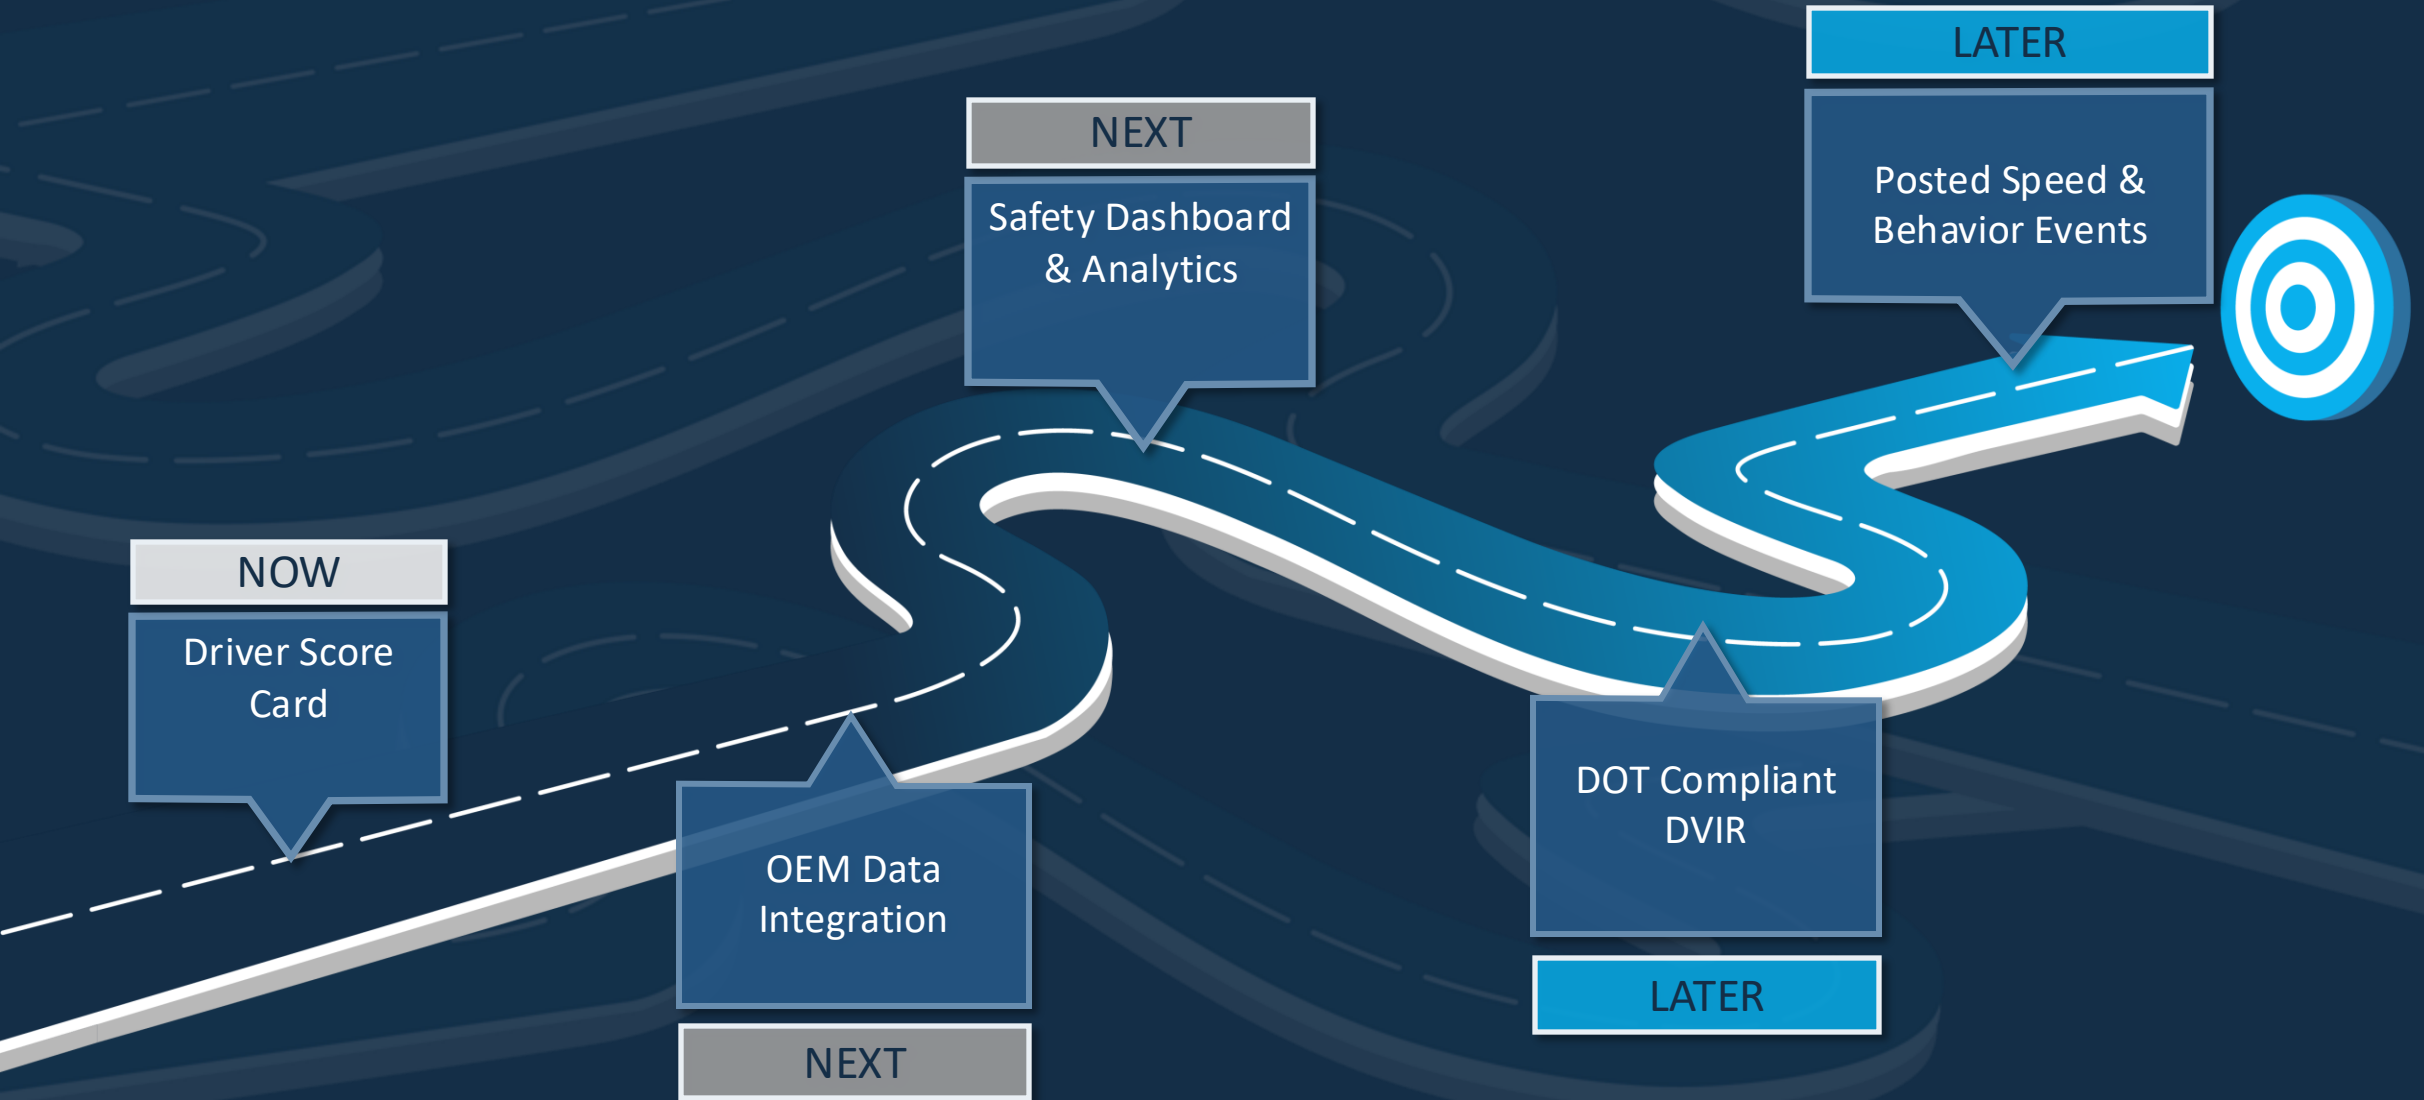 NOW
Driver Score
Card
OEM Data
Integration
NEXT
NEXT
Safety Dashboard
& Analytics
DOT Compliant
DVIR
LATER
LATER
Posted Speed &
Behavior Events